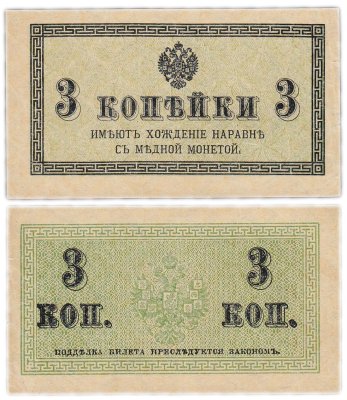 3 КОПѢЙКИ 3
ИМѢЮТЪ ХОЖДЕНІЕ НАРАВНѢ
СЪ МѢДНОЙ МОНЕТОЙ.
3 3
КОП. КОП.
ПОДДѢЛКА БИЛЕТА ПРЕСЛѢДУЕТСЯ ЗАКОНОМЪ.